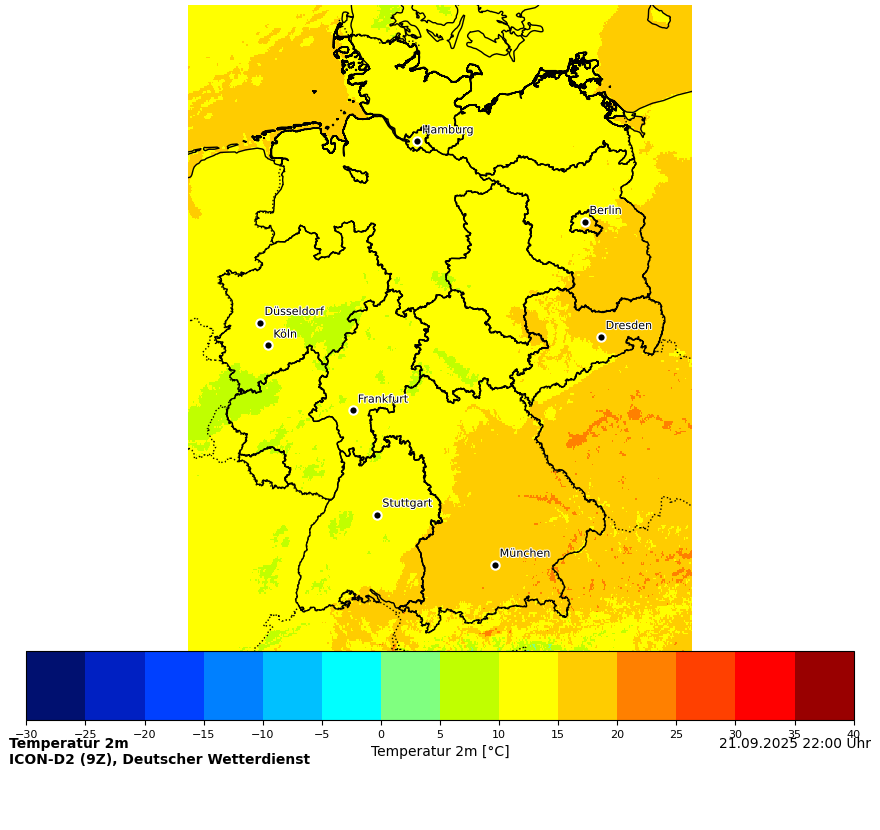 Hamburg
Berlin
Düsseldorf
Köln
Dresden
Frankfurt
Stuttgart
München
−30 −25 −20 −15 −10 −5 0 5 10 15 20 25 30 35 40
Temperatur 2m [°C]
Temperatur 2m
ICON-D2 (9Z), Deutscher Wetterdienst
21.09.2025 22:00 Uhr